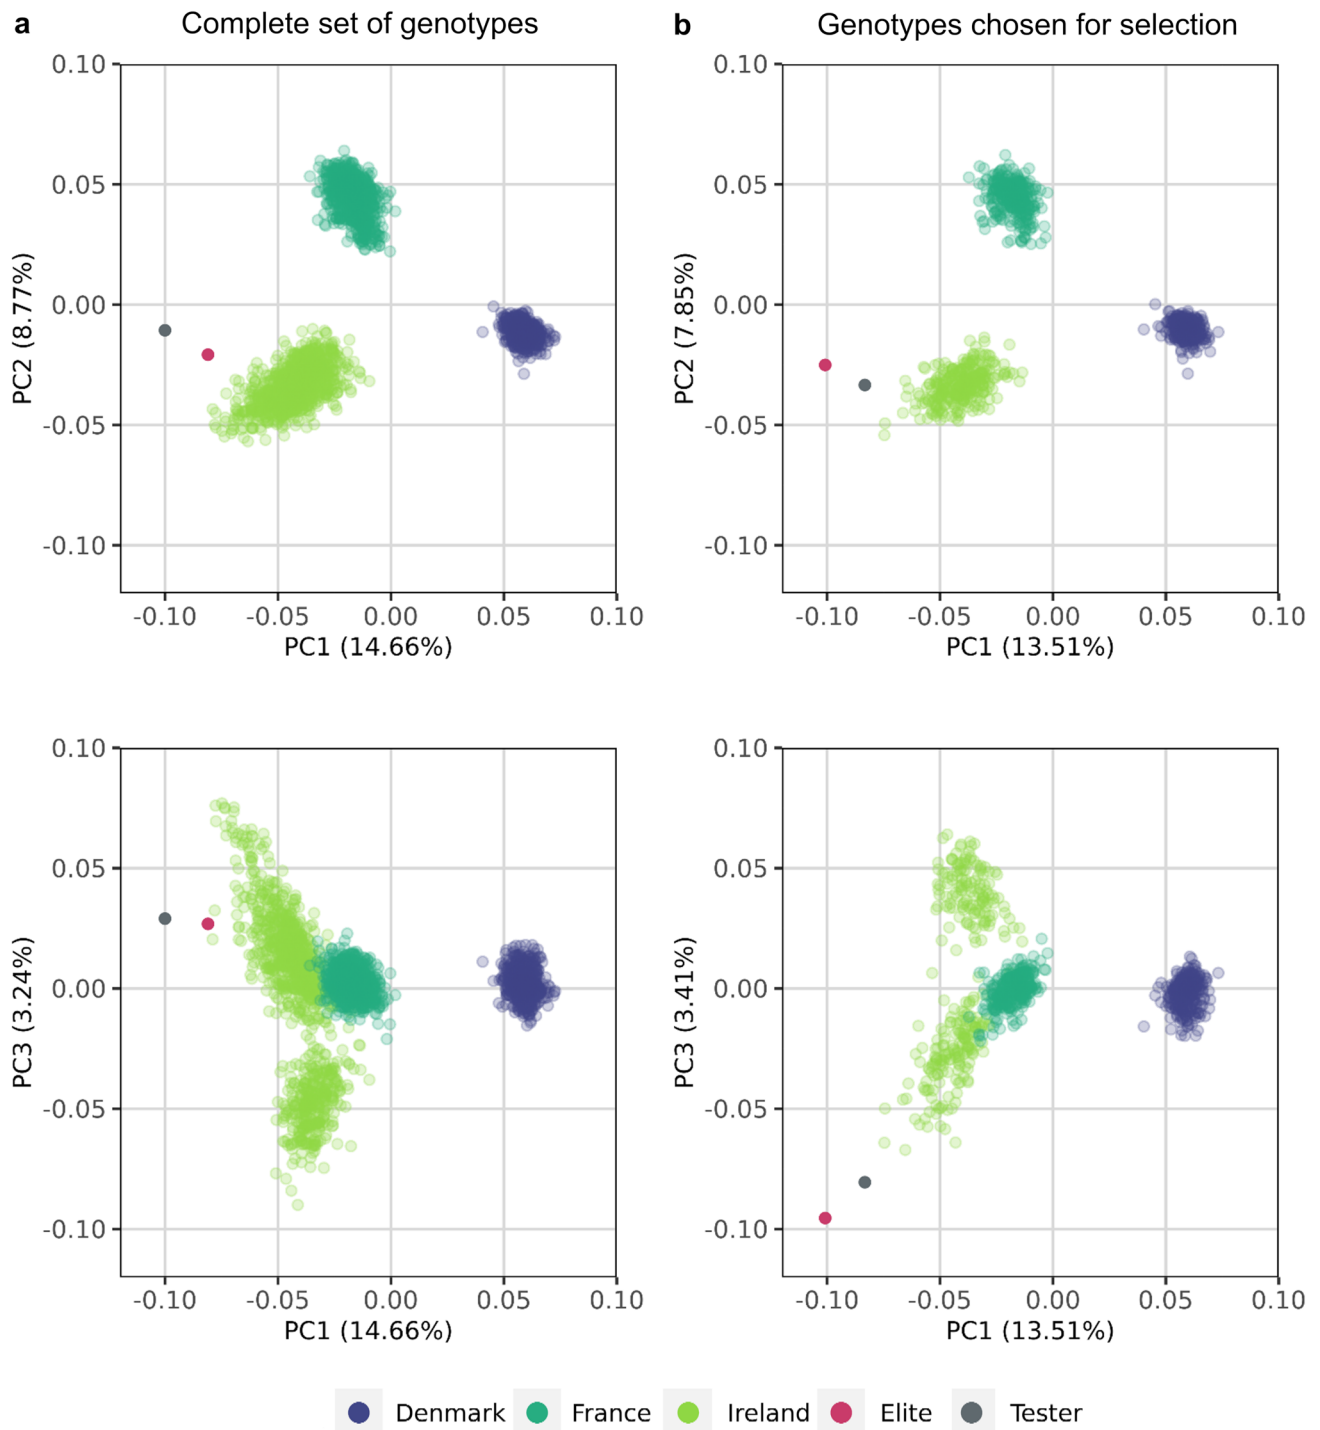 a Complete set of genotypes
b Genotypes chosen for selection
0.10
0.05
0.00
-0.05
-0.10
PC2 (8.77%)
-0.10 -0.05 0.00 0.05 0.10
PC1 (14.66%)
0.10
0.05
0.00
-0.05
-0.10
PC2 (7.85%)
-0.10 -0.05 0.00 0.05 0.10
PC1 (13.51%)
0.10
0.05
0.00
-0.05
-0.10
PC3 (3.24%)
-0.10 -0.05 0.00 0.05 0.10
PC1 (14.66%)
0.10
0.05
0.00
-0.05
-0.10
PC3 (3.41%)
-0.10 -0.05 0.00 0.05 0.10
PC1 (13.51%)
Denmark France Ireland Elite Tester